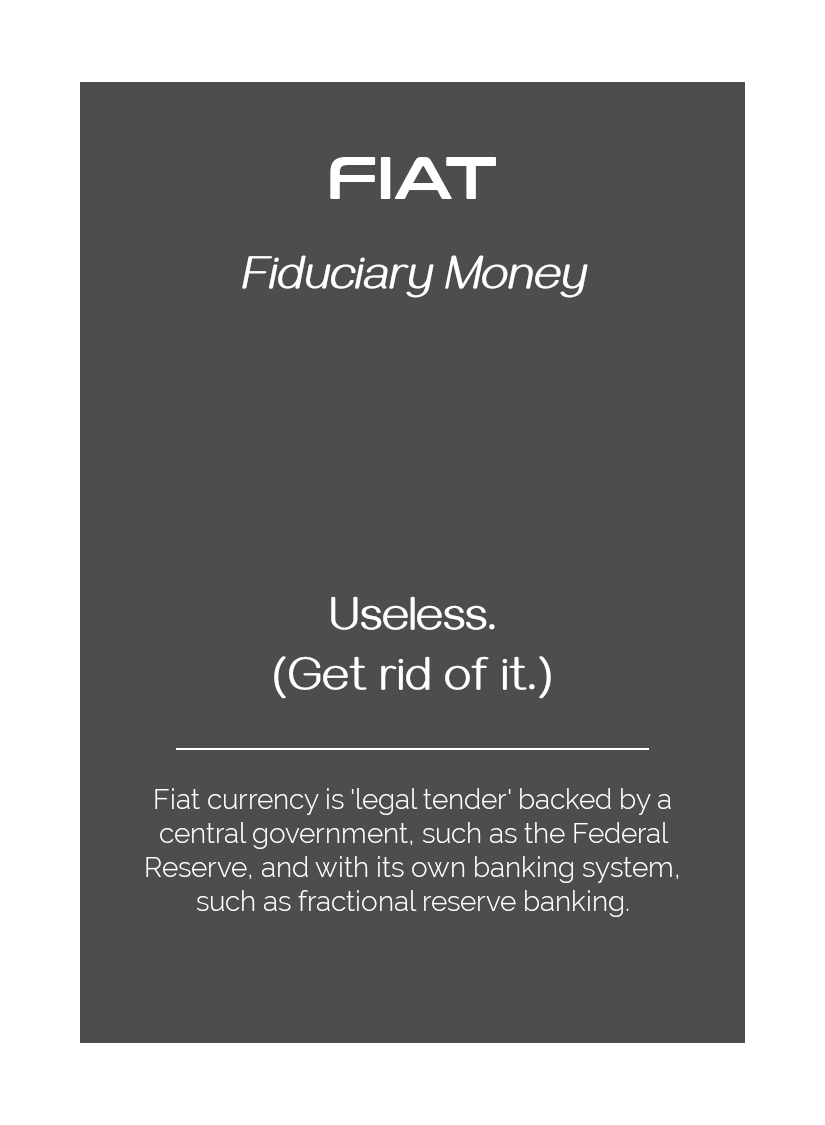 FIAT
Fiduciary Money
Useless.
(Get rid of it.)
Fiat currency is 'legal tender' backed by a
central government, such as the Federal
Reserve, and with its own banking system,
such as fractional reserve banking.